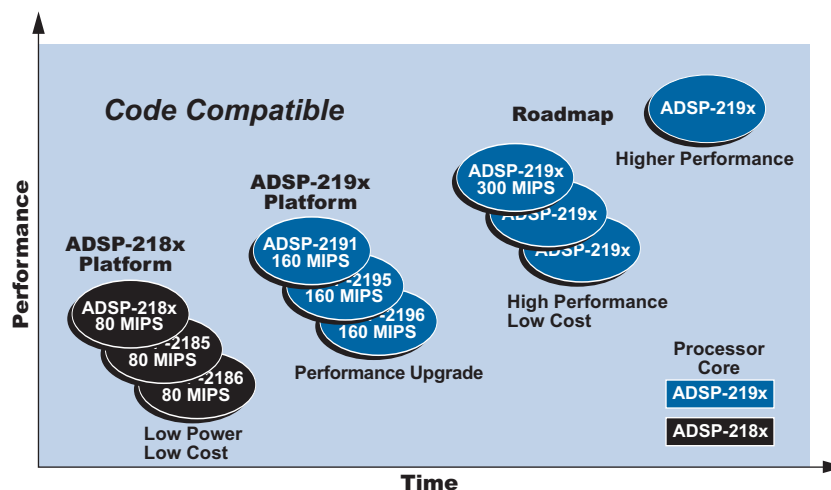 Code Compatible
Roadmap
ADSP-219x
Higher Performance
ADSP-219x
300 MIPS
ADSP-219x
ADSP-219x
High Performance
Low Cost
ADSP-219x
Platform
ADSP-2191
160 MIPS
-2195
160 MIPS
-2196
160 MIPS
Performance Upgrade
ADSP-218x
Platform
ADSP-218x
80 MIPS
-2185
80 MIPS
-2186
80 MIPS
Low Power
Low Cost
Processor
Core
ADSP-219x
ADSP-218x
Performance
Time